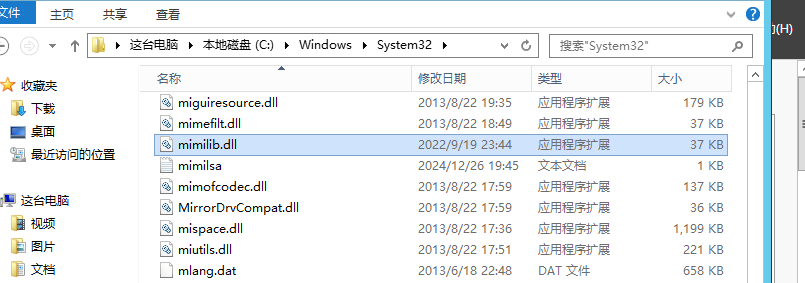 文件 主页 共享 查看
这台电脑 本地磁盘 (C:) Windows System32 搜索"System32"
(H)
名称 修改日期 类型 大小
收藏夹
下载
桌面
最近访问的位置
这台电脑
视频
图片
文档
miguiresource.dll 2013/8/22 19:35 应用程序扩展 179 KB
mimefilt.dll 2013/8/22 18:49 应用程序扩展 37 KB
mimilib.dll 2022/9/19 23:44 应用程序扩展 37 KB
mimilsa 2024/12/26 19:45 文本文档 1 KB
mimofcodec.dll 2013/8/22 17:59 应用程序扩展 137 KB
MirrorDrvCompat.dll 2013/8/22 17:59 应用程序扩展 36 KB
mispace.dll 2013/8/22 17:36 应用程序扩展 1,199 KB
miutils.dll 2013/8/22 17:51 应用程序扩展 221 KB
mlang.dat 2013/6/18 22:48 DAT 文件 658 KB